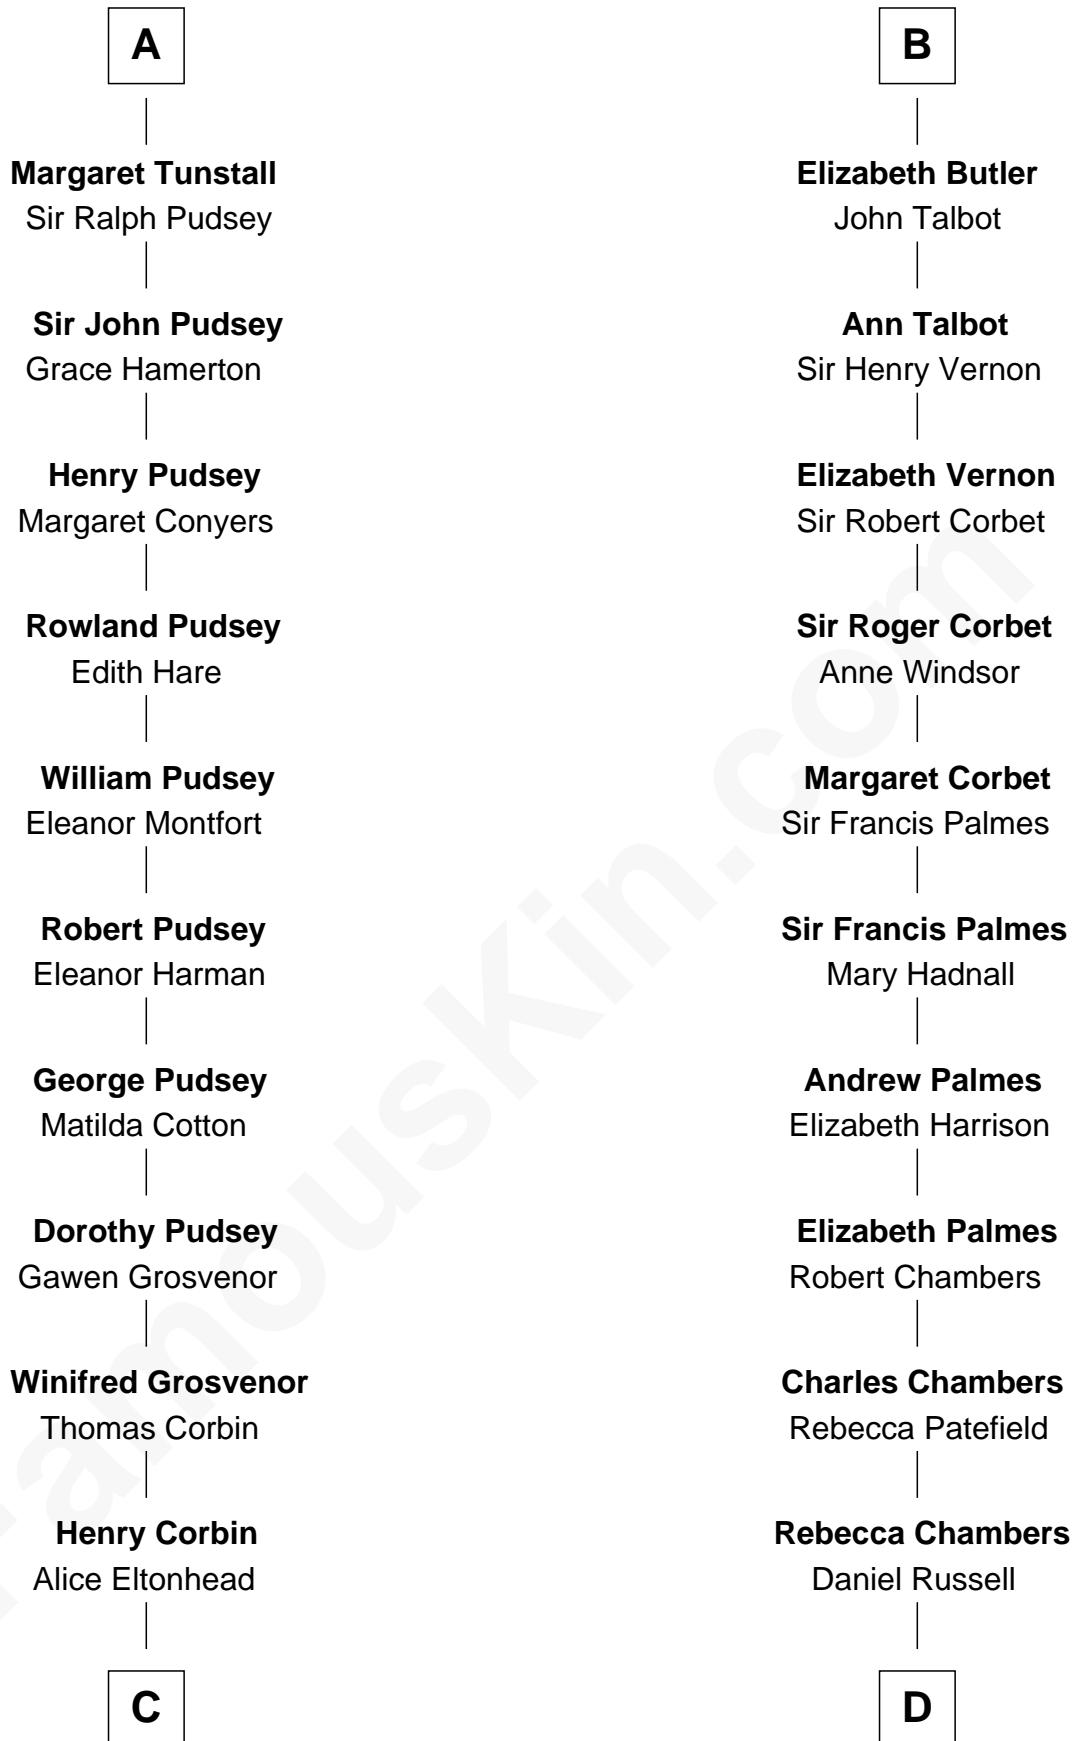 A
Margaret Tunstall
Sir Ralph Pudsey
Sir John Pudsey
Grace Hamerton
Henry Pudsey
Margaret Conyers
Rowland Pudsey
Edith Hare
William Pudsey
Eleanor Montfort
Robert Pudsey
Eleanor Harman
George Pudsey
Matilda Cotton
Dorothy Pudsey
Gawen Grosvenor
Winifred Grosvenor
Thomas Corbin
Henry Corbin
Alice Eltonhead
C
B
Elizabeth Butler
John Talbot
Ann Talbot
Sir Henry Vernon
Elizabeth Vernon
Sir Robert Corbet
Sir Roger Corbet
Anne Windsor
Margaret Corbet
Sir Francis Palmes
Sir Francis Palmes
Mary Hadnall
Andrew Palmes
Elizabeth Harrison
Elizabeth Palmes
Robert Chambers
Charles Chambers
Rebecca Patefield
Rebecca Chambers
Daniel Russell
D
FamousKin.com